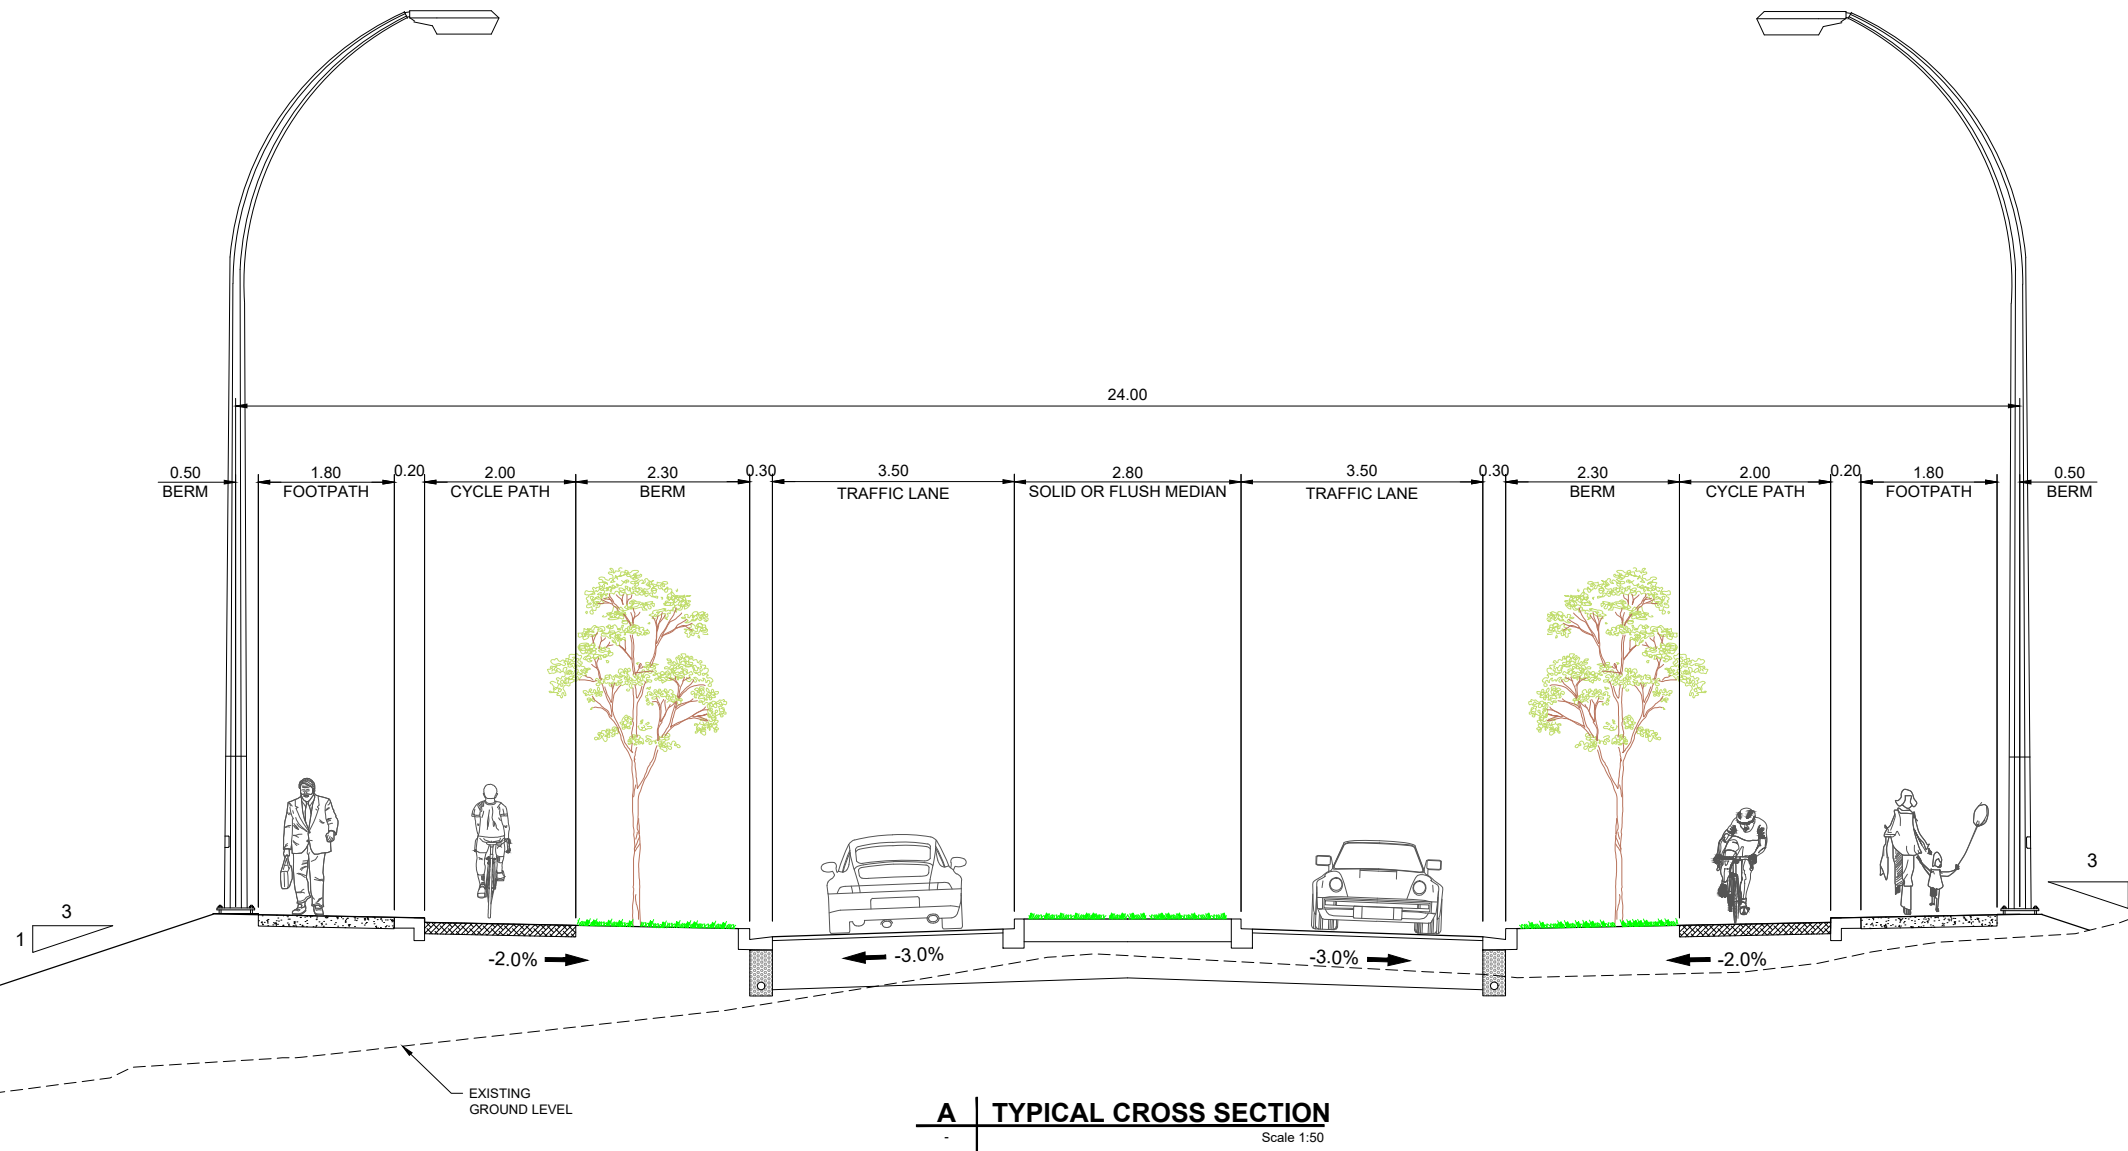 24.00
0.50 1.80 0.20 2.00 2.30 0.30 3.50 2.80 3.50 0.30 2.30 2.00 0.20 1.80 0.50
BERM FOOTPATH CYCLE PATH BERM TRAFFIC LANE SOLID OR FLUSH MEDIAN TRAFFIC LANE BERM CYCLE PATH FOOTPATH BERM
3
3
1
-2.0% -3.0% -3.0% -2.0%
EXISTING
GROUND LEVEL
A TYPICAL CROSS SECTION
- Scale 1:50